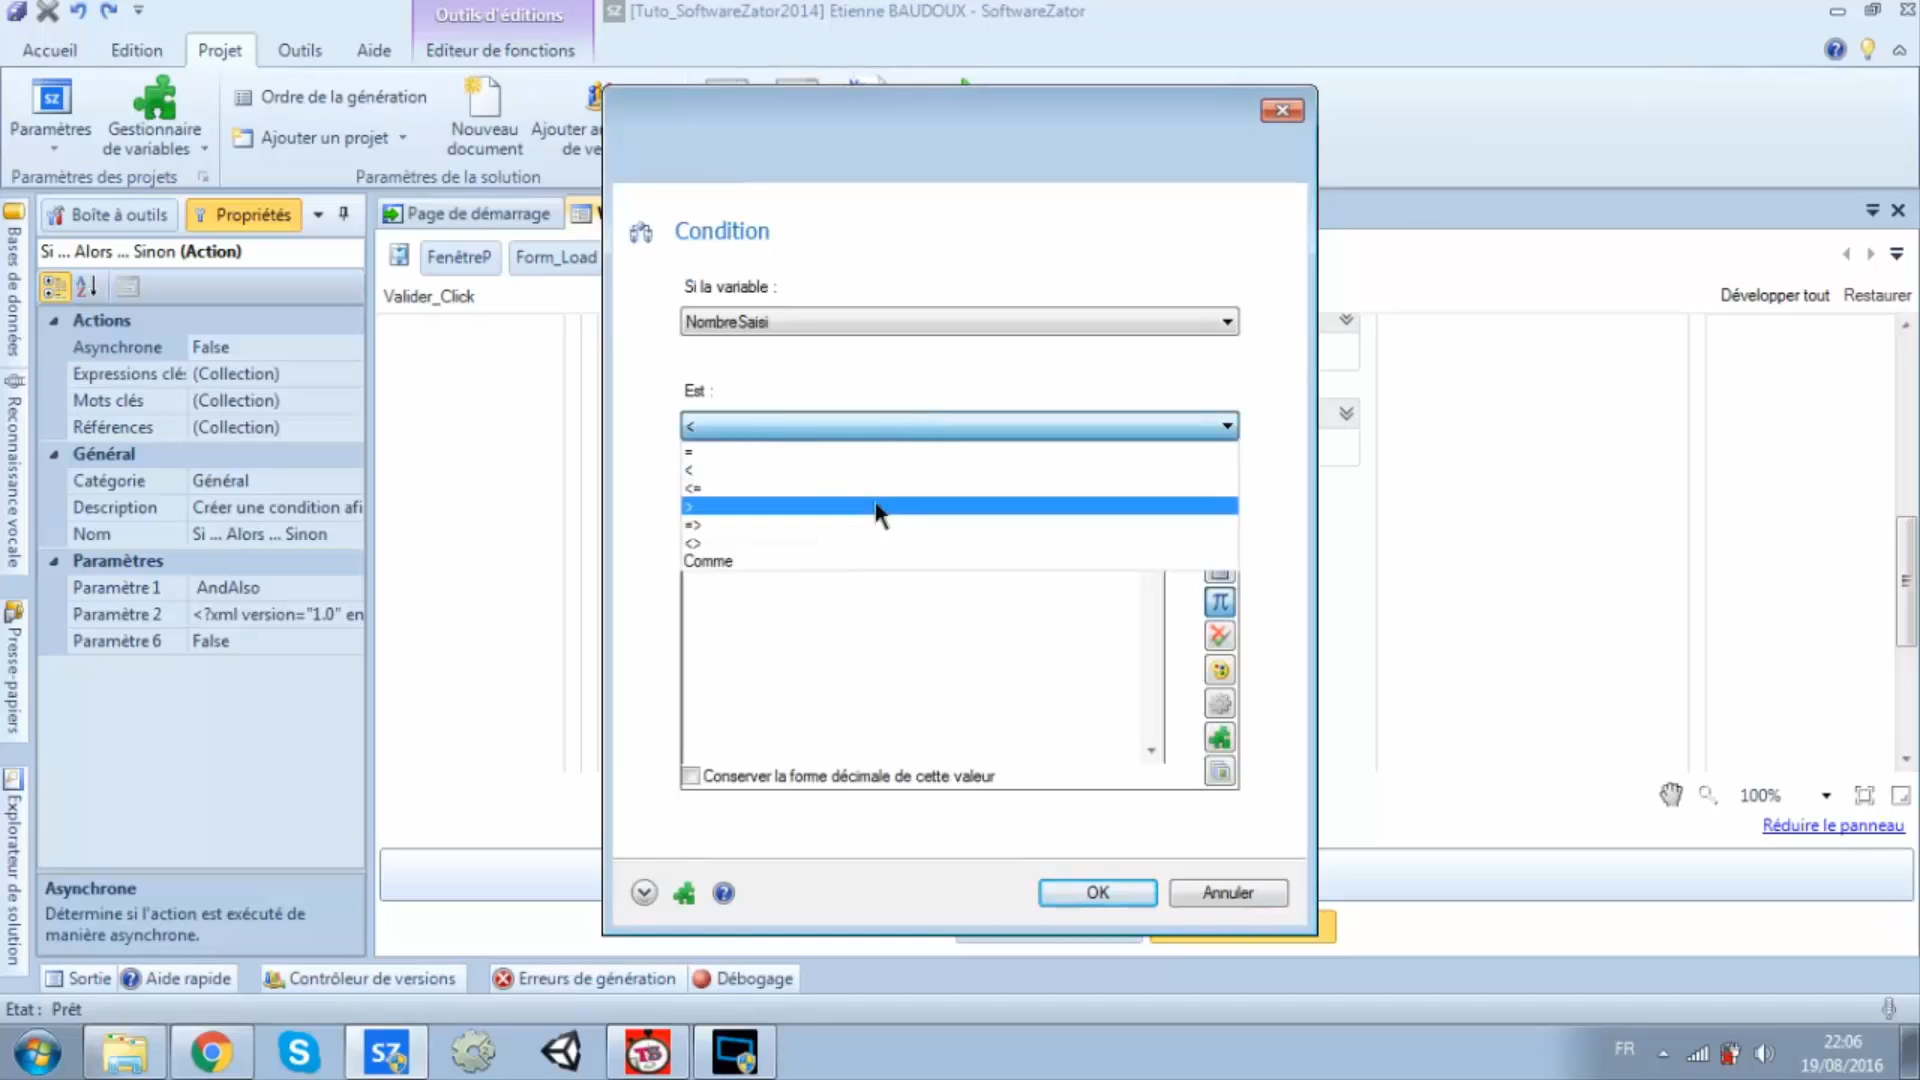 Outils d'éditions
[Tuto_SoftwareZator2014] Etienne BAUDOUX - SoftwareZator
Accueil
Edition
Projet
Outils
Aide
Editeur de fonctions
SZ
Paramètres
Gestionnaire
de variables
Ordre de la génération
Ajouter un projet
Nouveau
document
Ajouter au
de ve
Paramètres des projets
Paramètres de la solution
Bases de données
Reconnaissance vocale
Presse-papiers
Explorateur de solution
Boîte à outils
Propriétés
Si ... Alors ... Sinon (Action)
Actions
Asynchrone False
Expressions clés (Collection)
Mots clés (Collection)
Références (Collection)
Général
Catégorie Général
Description Créer une condition afi
Nom Si ... Alors ... Sinon
Paramètres
Paramètre 1 AndAlso
Paramètre 2 <?xml version="1.0" en
Paramètre 6 False
Asynchrone
Détermine si l'action est exécuté de
manière asynchrone.
Page de démarrage
FenêtreP
Form_Load
Valider_Click
Développer tout
Restaurer
Condition
Si la variable :
NombreSaisi
Est :
<
=
<
<=
>
=>
<>
Comme
Conserver la forme décimale de cette valeur
OK
Annuler
100%
Réduire le panneau
Sortie
Aide rapide
Contrôleur de versions
Erreurs de génération
Débogage
Etat : Prêt
FR
22:06
19/08/2016